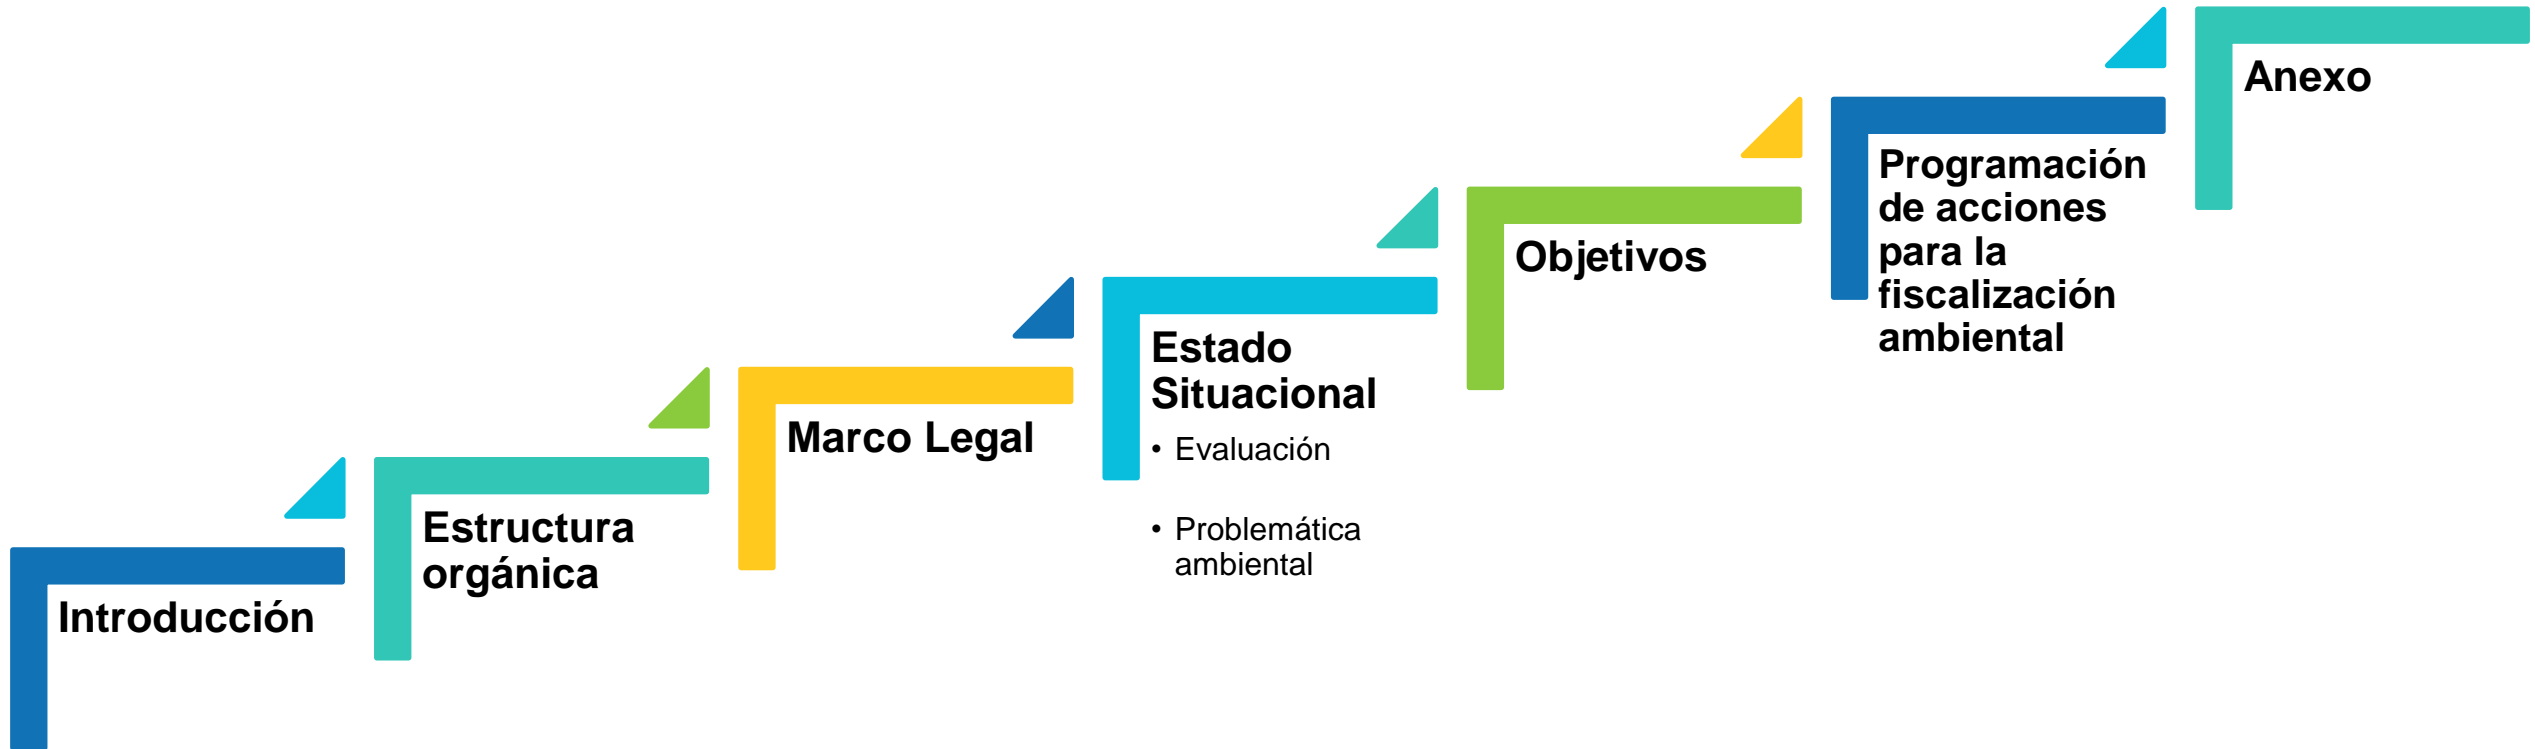 Introducción
Estructura
orgánica
Marco Legal
Estado
Situacional
• Evaluación
• Problemática
ambiental
Objetivos
Programación
de acciones
para la
fiscalización
ambiental
Anexo